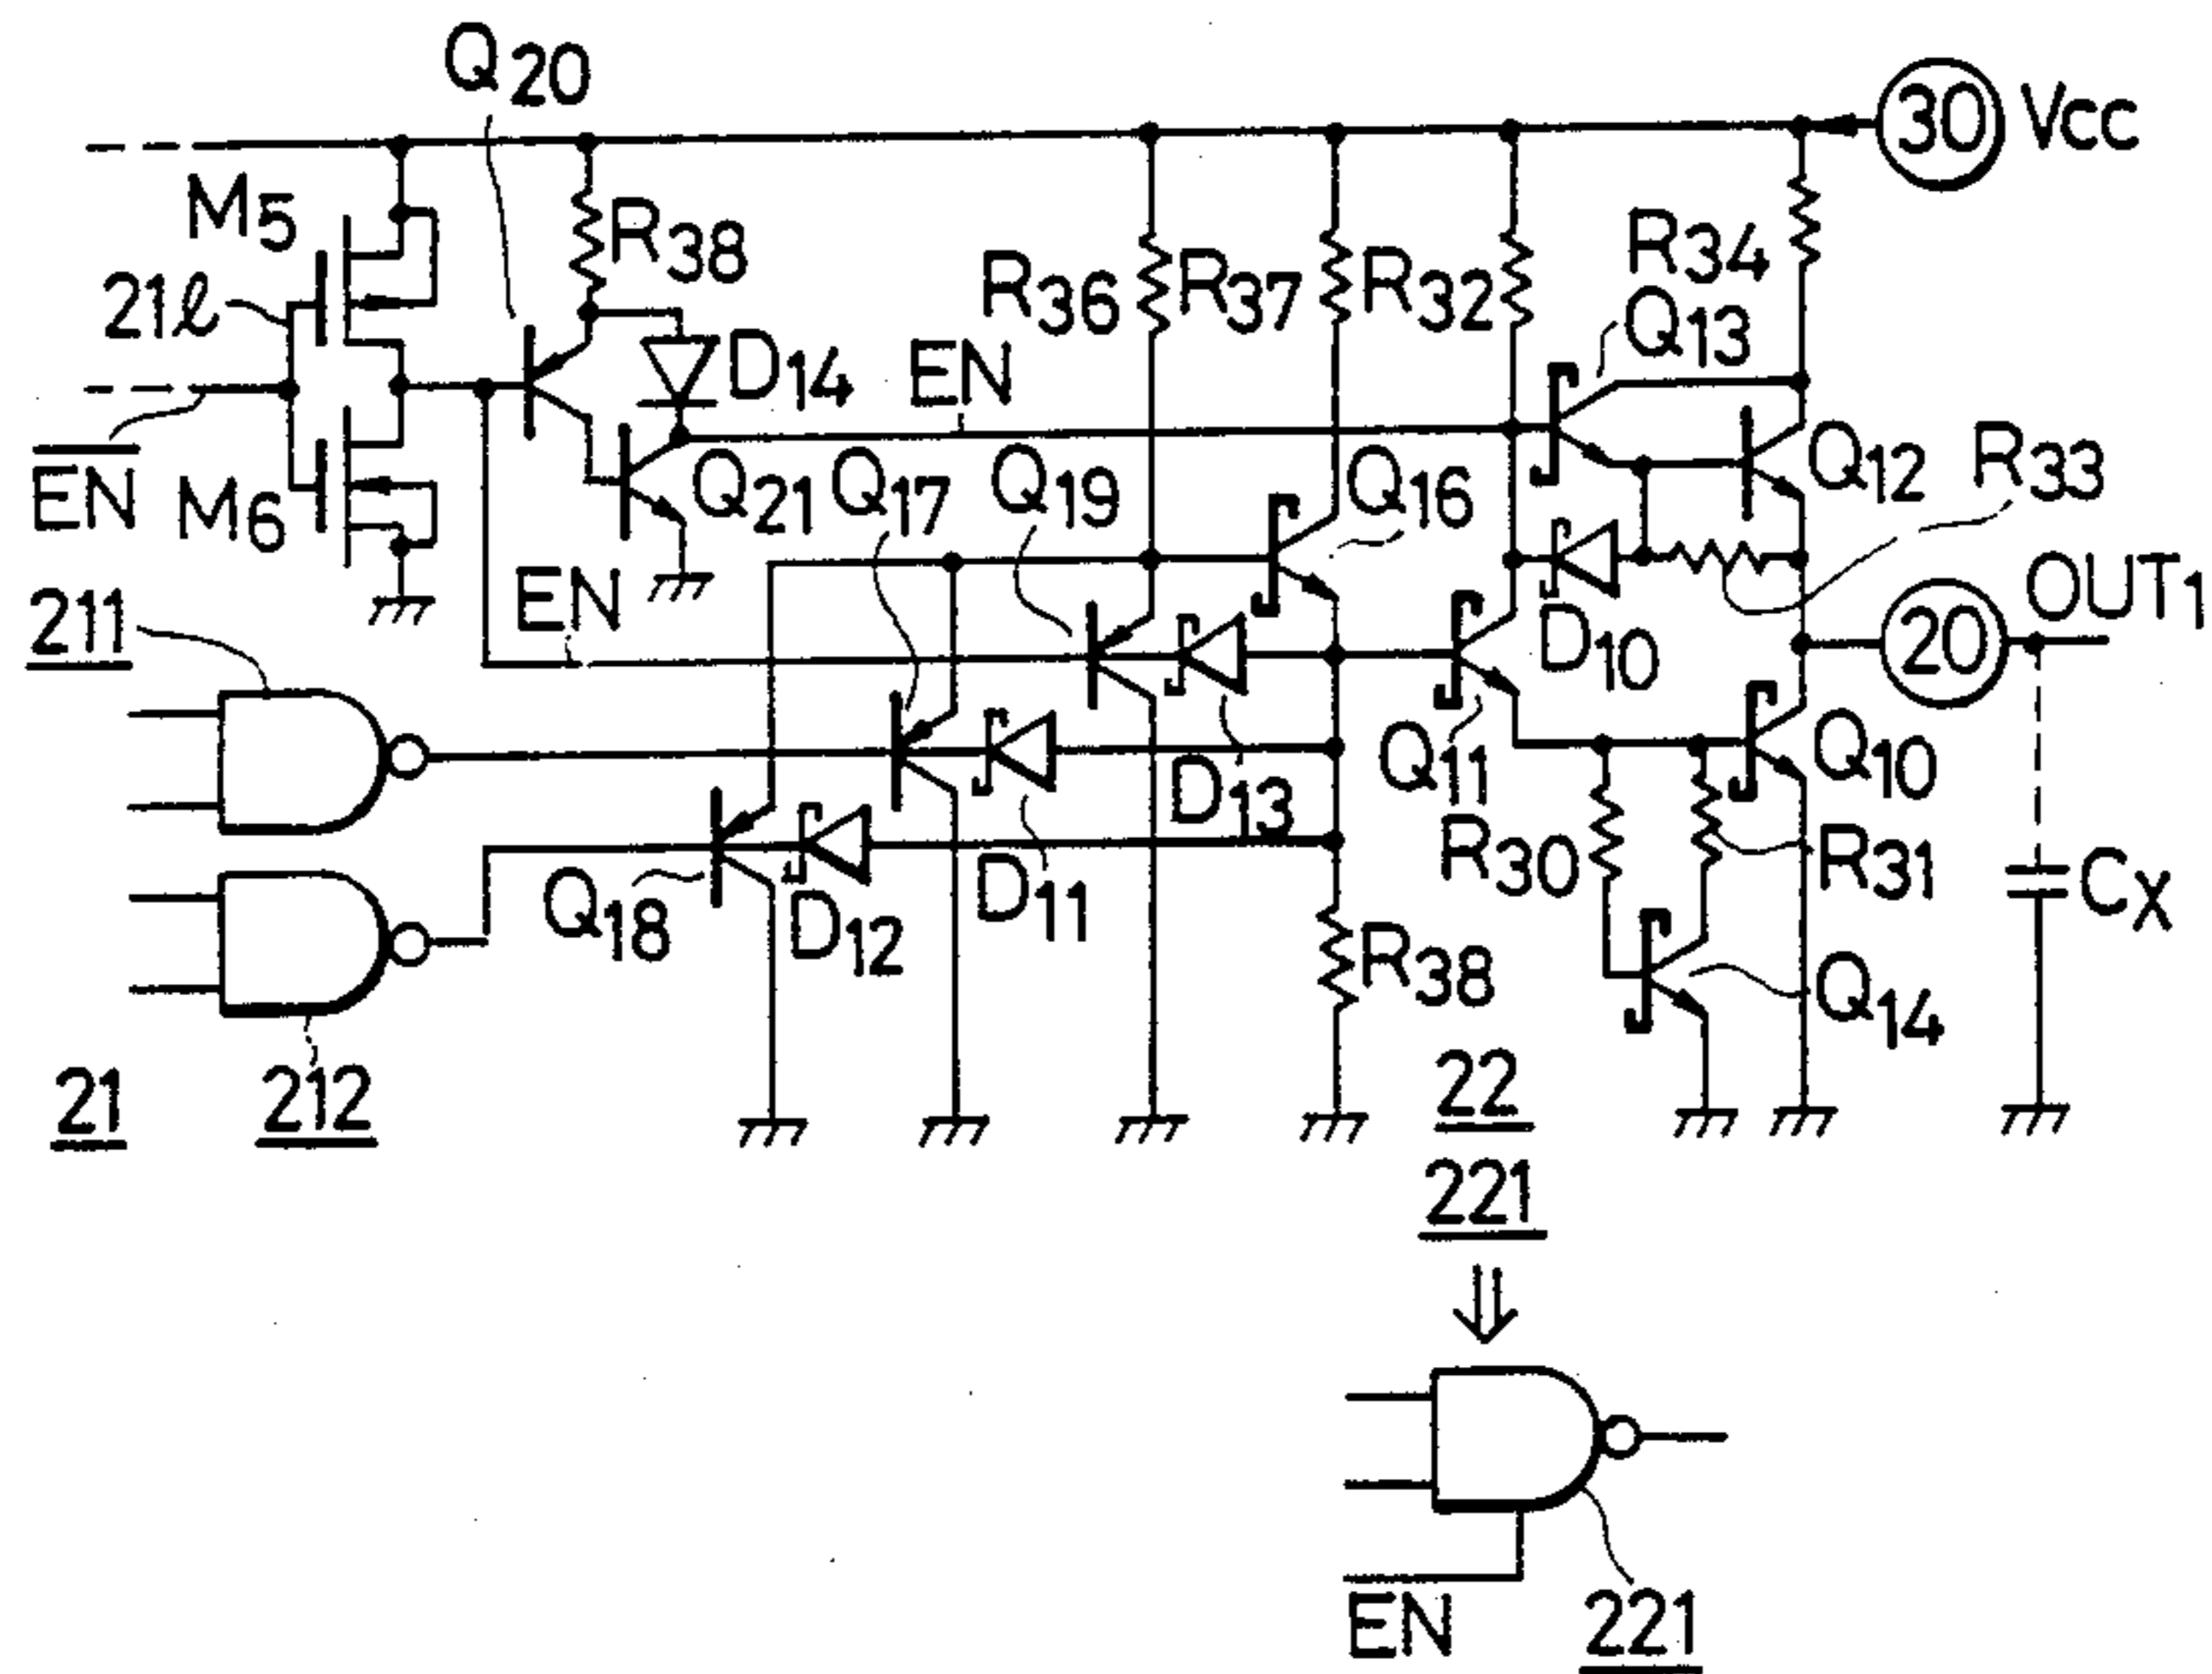 Q20
30 VCC
M5
R38
R34
21ℓ
R36
R37
R32
Q13
D14
EN
Q12
R33
E̅N̅
M6
Q21
Q17
Q19
Q16
OUT1
EN
20
211
D10
Q11
Q10
D13
R30
R31
CX
Q18
D12
D11
R38
Q14
21
212
22
221
EN
221